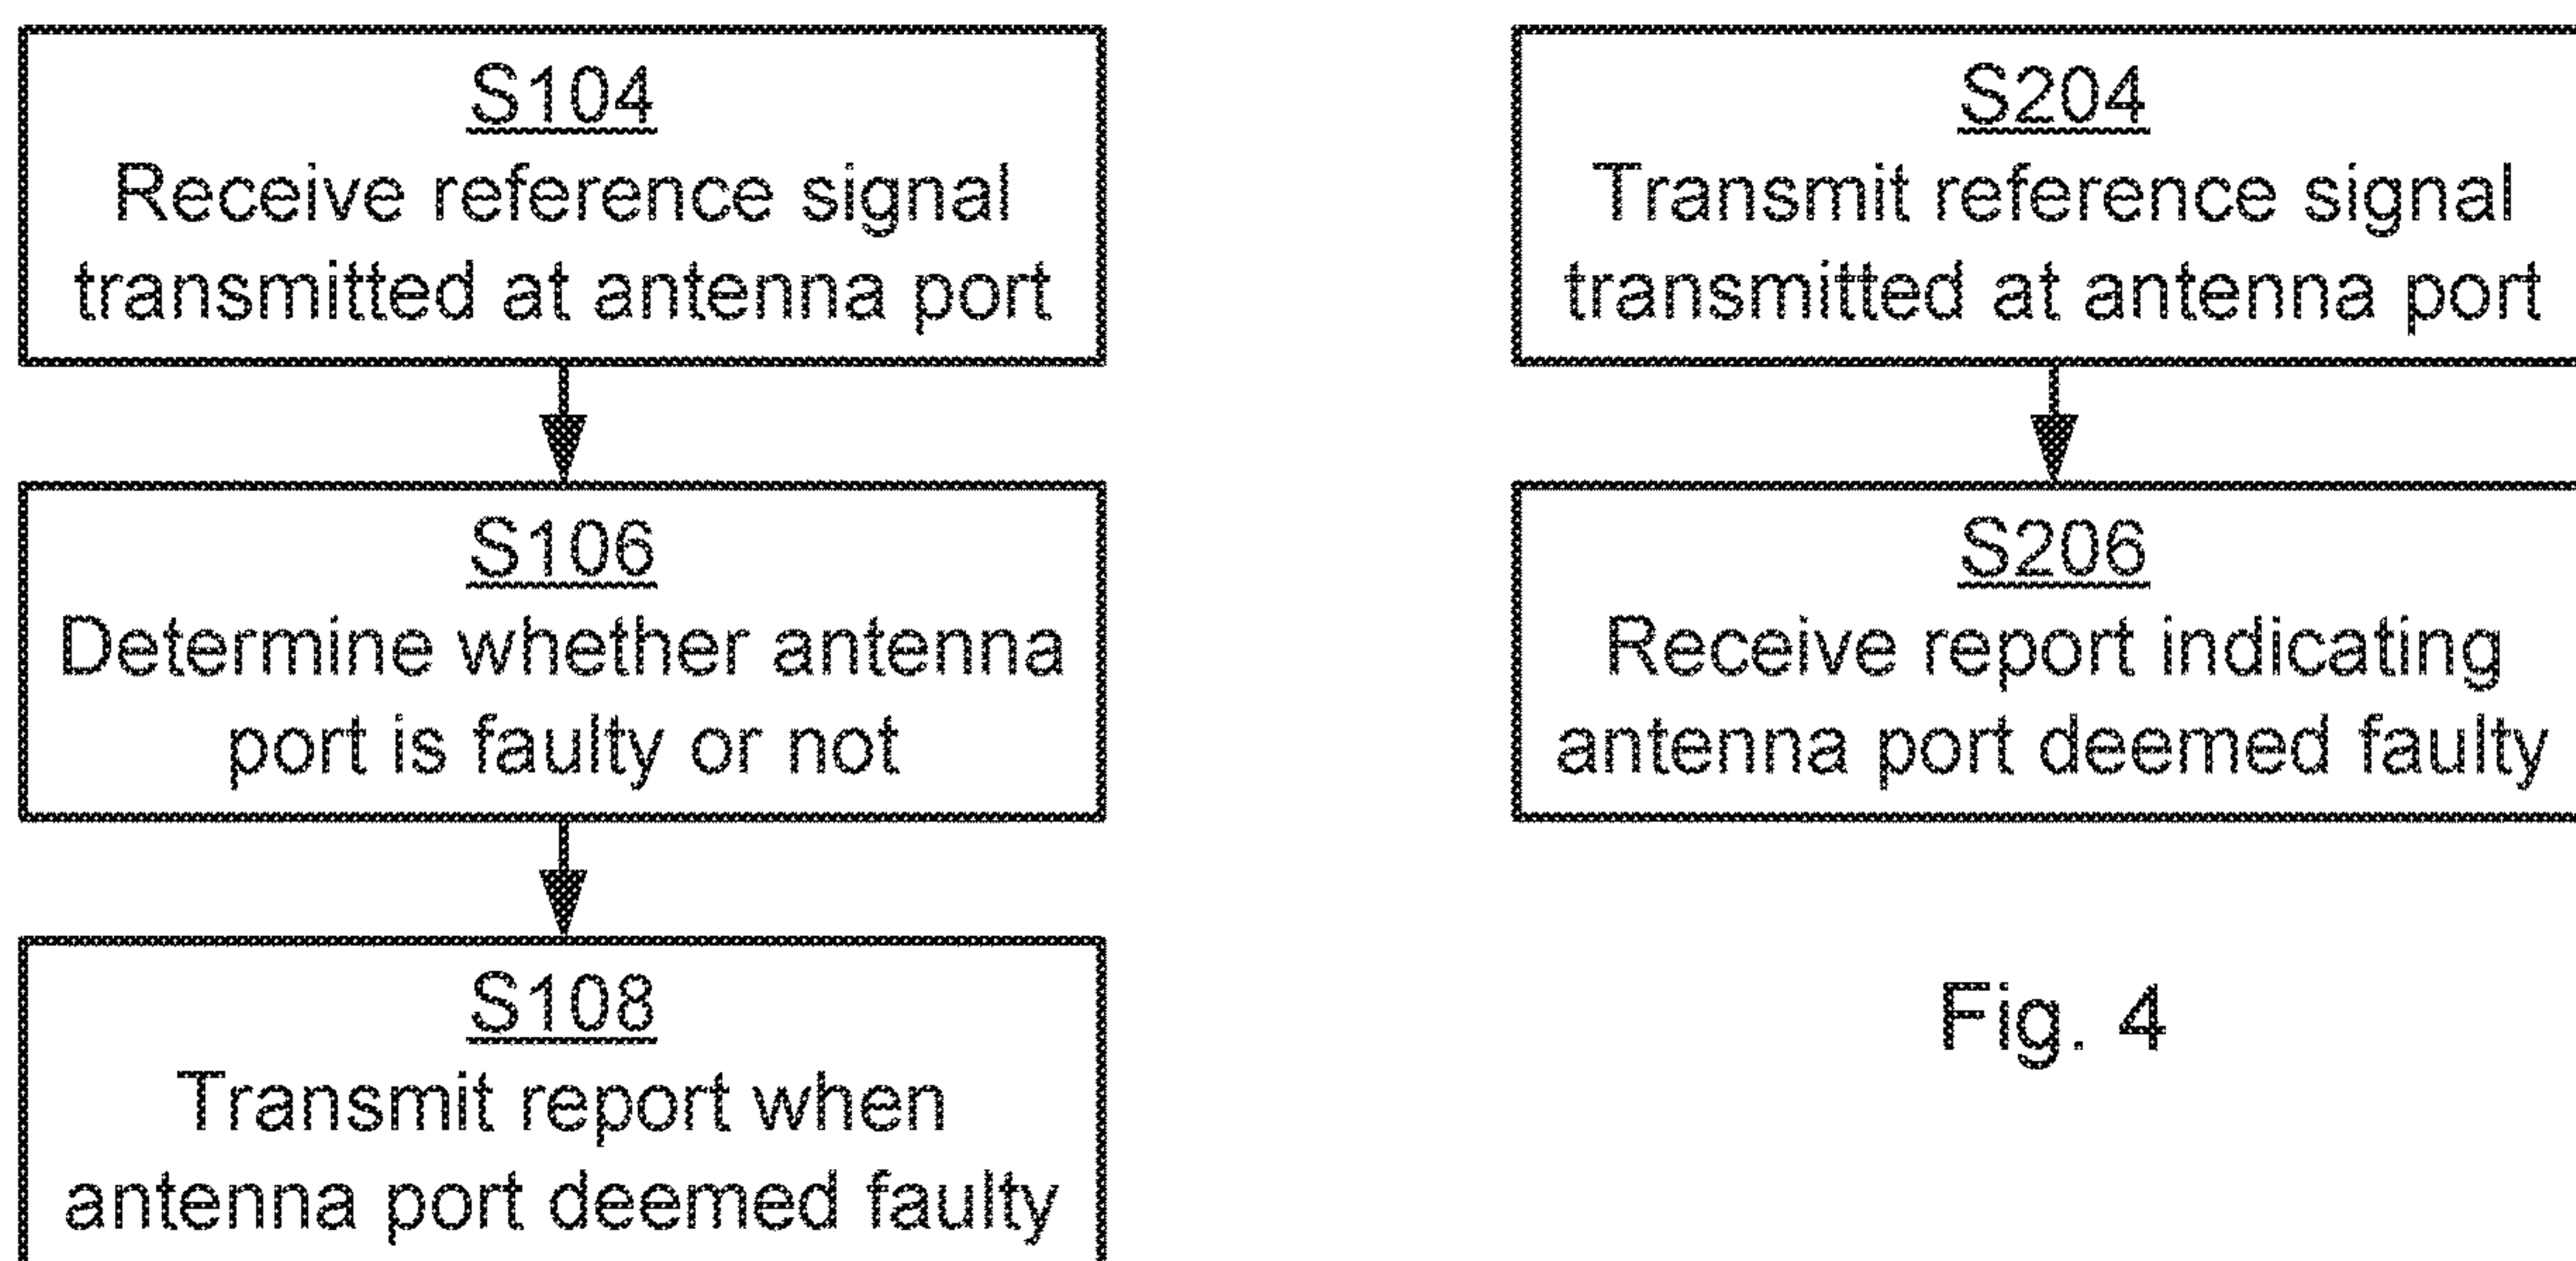 S104
Receive reference signal
transmitted at antenna port
S106
Determine whether antenna
port is faulty or not
S108
Transmit report when
antenna port deemed faulty
S204
Transmit reference signal
transmitted at antenna port
S206
Receive report indicating
antenna port deemed faulty
Fig. 4